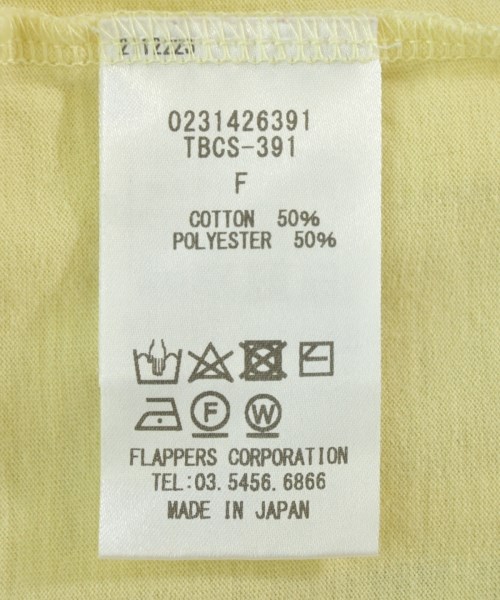 0231426391
TBCS-391
F
COTTON 50%
POLYESTER 50%
F W
FLAPPERS CORPORATION
TEL:03.5456.6866
MADE IN JAPAN